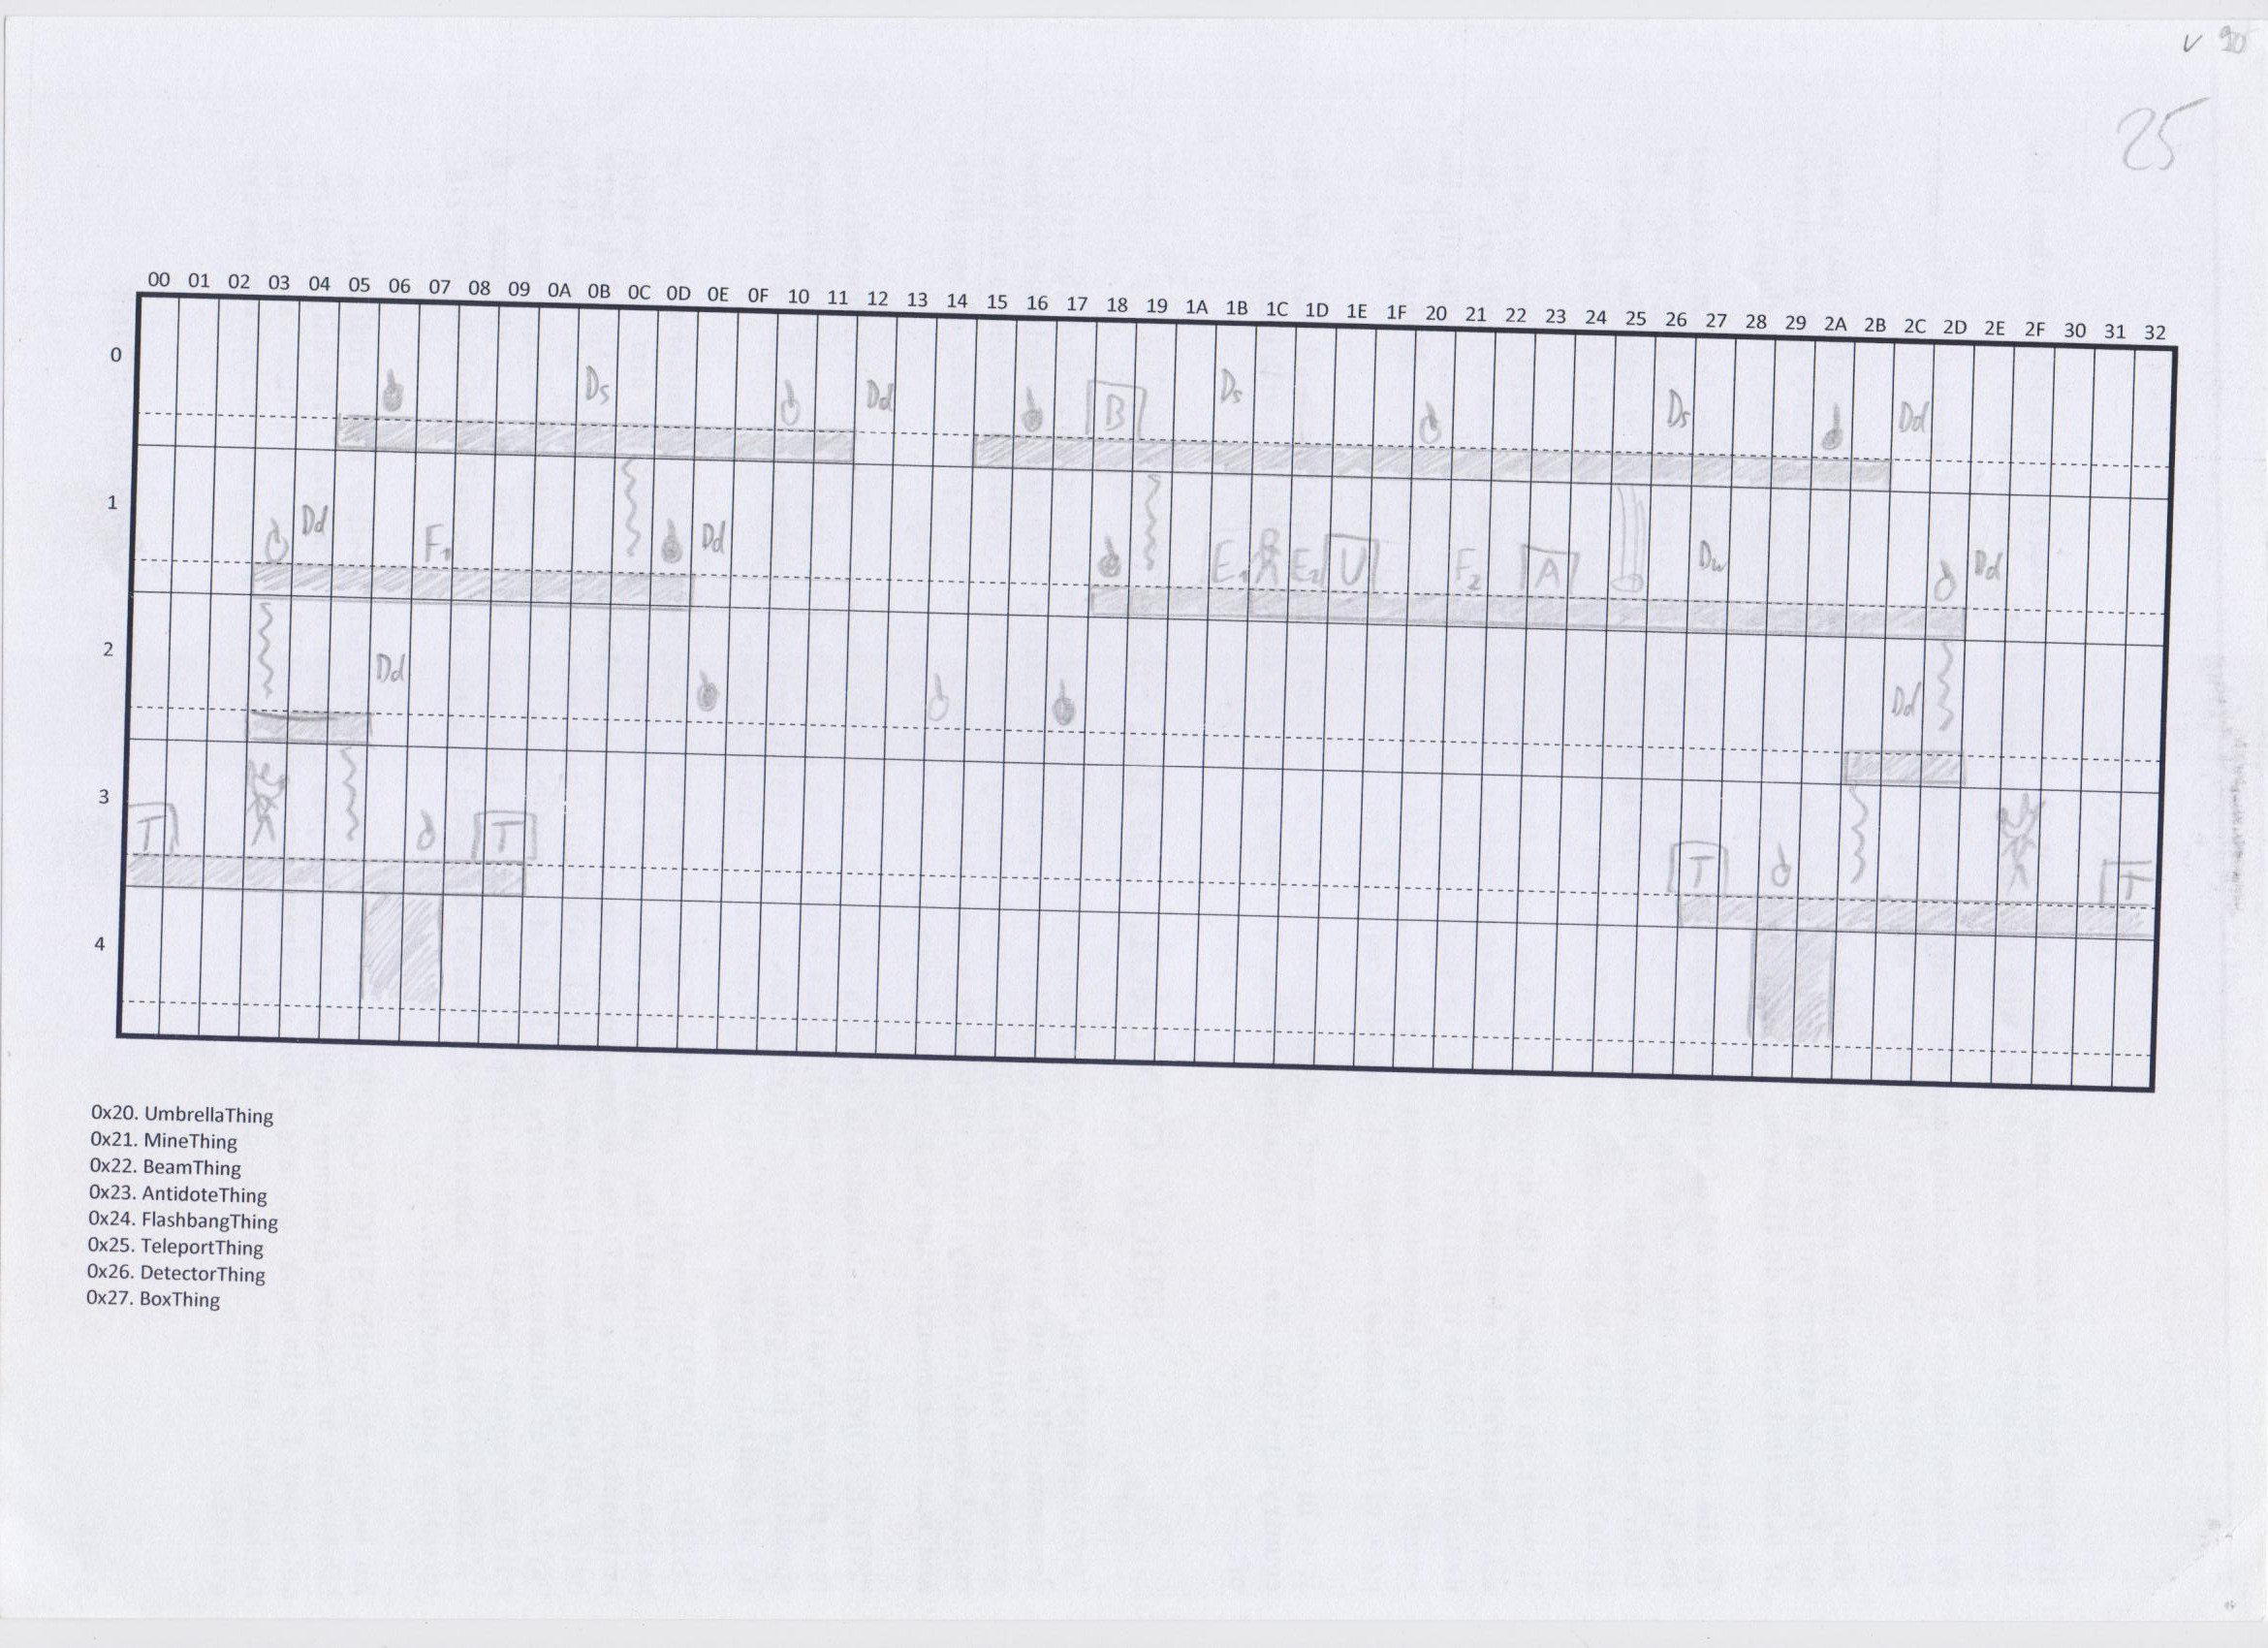 v 90
25
00 01 02 03 04 05 06 07 08 09 0A 0B 0C 0D 0E 0F 10 11 12 13 14 15 16 17 18 19 1A 1B 1C 1D 1E 1F 20 21 22 23 24 25 26 27 28 29 2A 2B 2C 2D 2E 2F 30 31 32
0
Ds Dd B Ds Ds Dd
1
Dd F1 Dd E1 E2 U F2 A Dw Dd
2
Dd Dd
3
T T T T
4
0x20. UmbrellaThing
0x21. MineThing
0x22. BeamThing
0x23. AntidoteThing
0x24. FlashbangThing
0x25. TeleportThing
0x26. DetectorThing
0x27. BoxThing